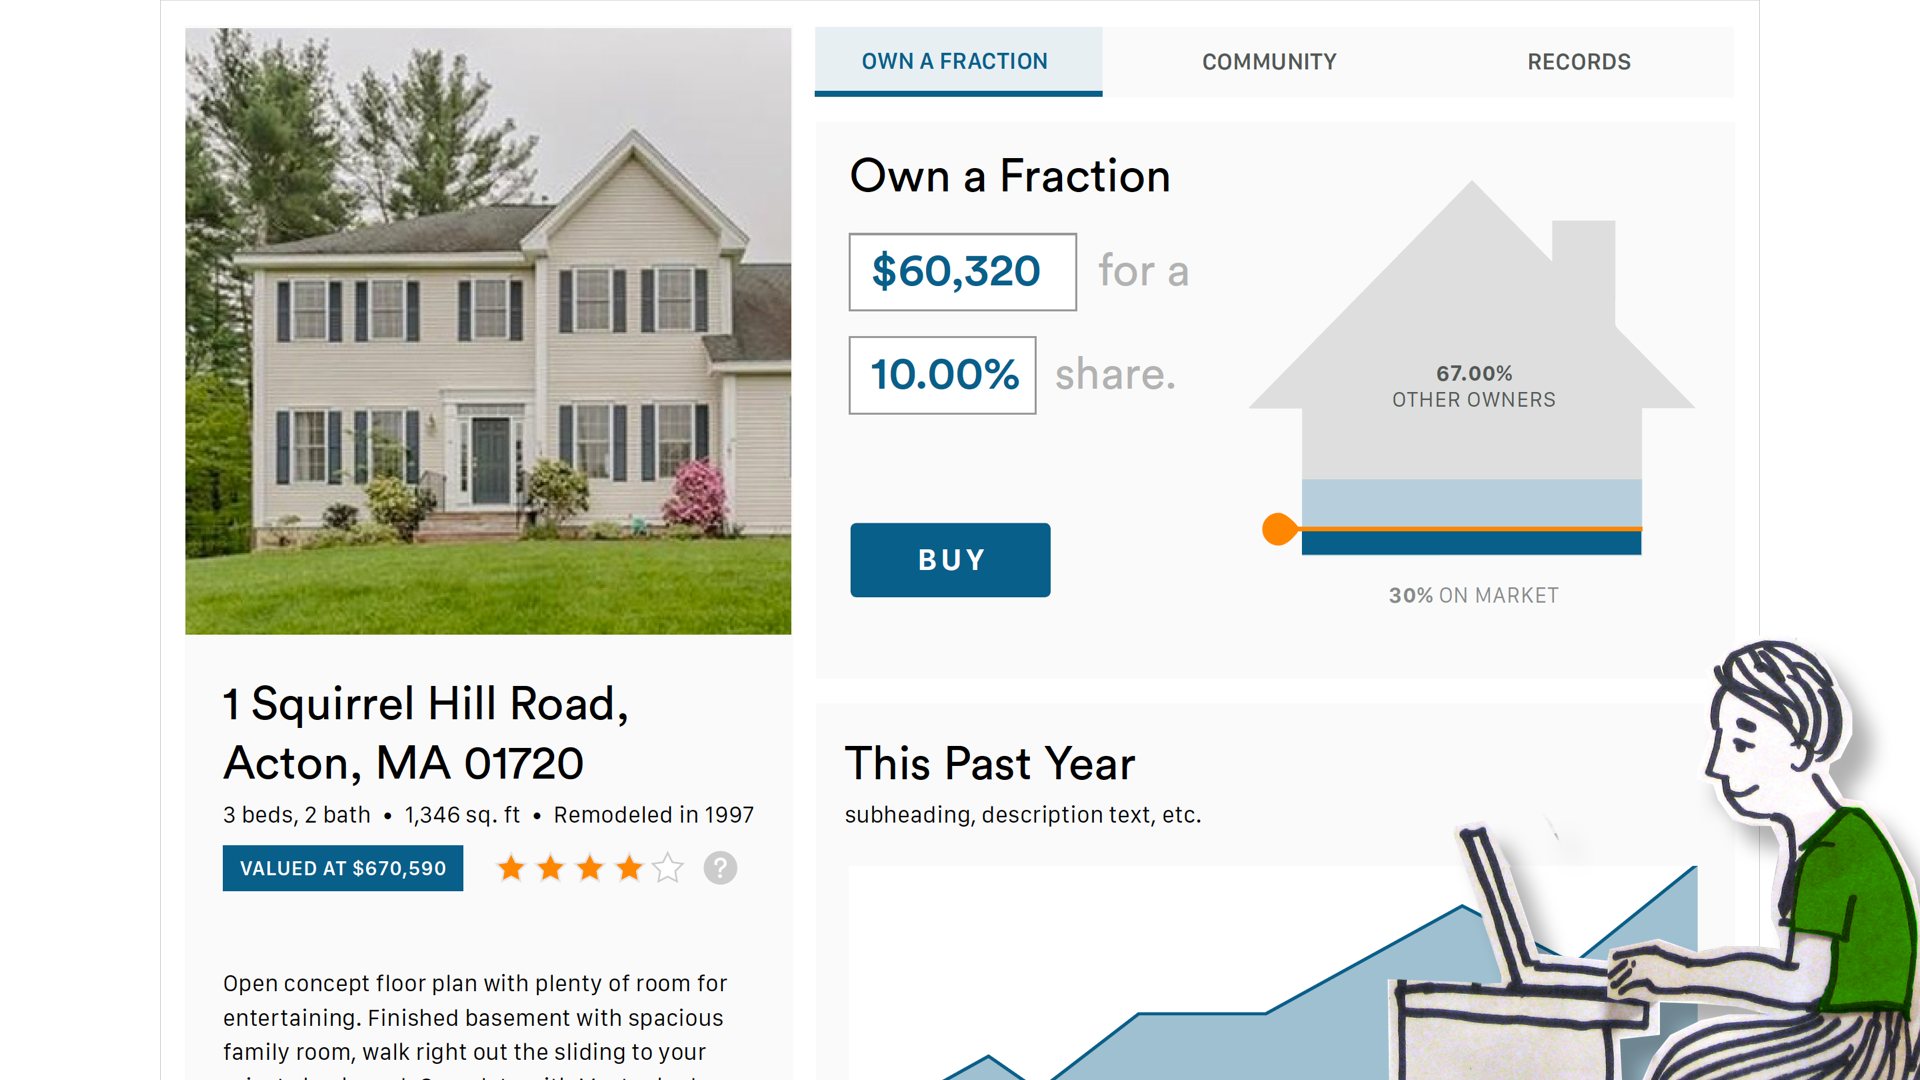 OWN A FRACTION
COMMUNITY
RECORDS
Own a Fraction
$60,320 for a
10.00% share.
BUY
67.00%
OTHER OWNERS
30% ON MARKET
1 Squirrel Hill Road,
Acton, MA 01720
3 beds, 2 bath • 1,346 sq. ft • Remodeled in 1997
VALUED AT $670,590
?
Open concept floor plan with plenty of room for
entertaining. Finished basement with spacious
family room, walk right out the sliding to your
This Past Year
subheading, description text, etc.